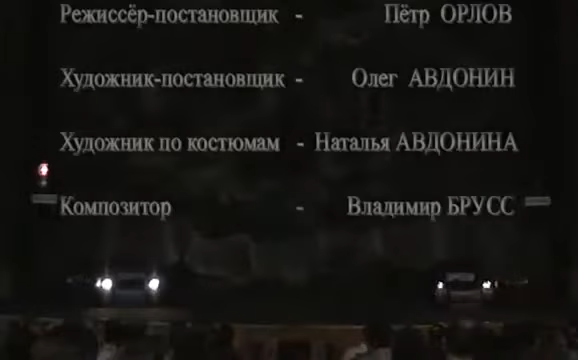 Режиссёр-постановщик - Пётр ОРЛОВ
Художник-постановщик - Олег АВДОНИН
Художник по костюмам - Наталья АВДОНИНА
Композитор - Владимир БРУСС